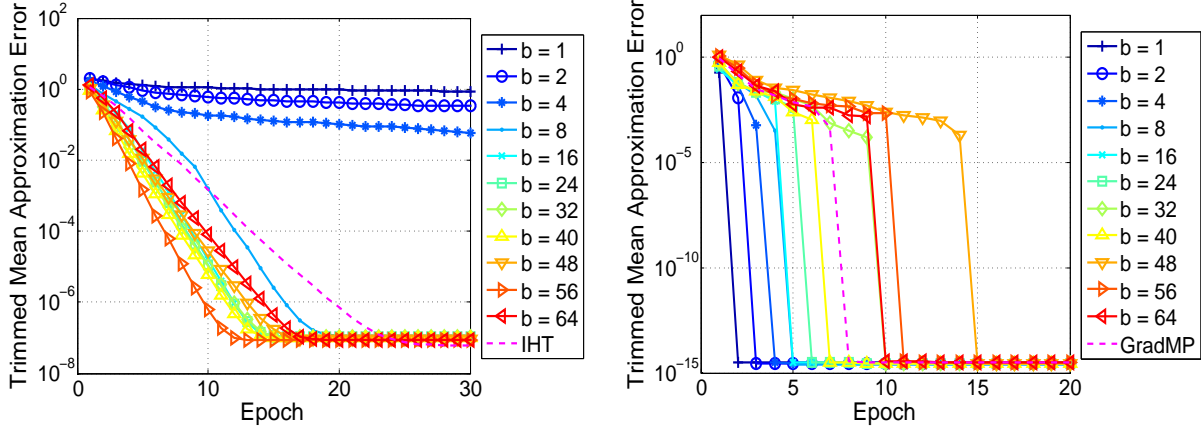 Trimmed Mean Approximation Error
10^2
10^0
10^-2
10^-4
10^-6
10^-8
0
10
20
30
Epoch
b = 1
b = 2
b = 4
b = 8
b = 16
b = 24
b = 32
b = 40
b = 48
b = 56
b = 64
IHT
Trimmed Mean Approximation Error
10^0
10^-5
10^-10
10^-15
0
5
10
15
20
Epoch
b = 1
b = 2
b = 4
b = 8
b = 16
b = 24
b = 32
b = 40
b = 48
b = 56
b = 64
GradMP